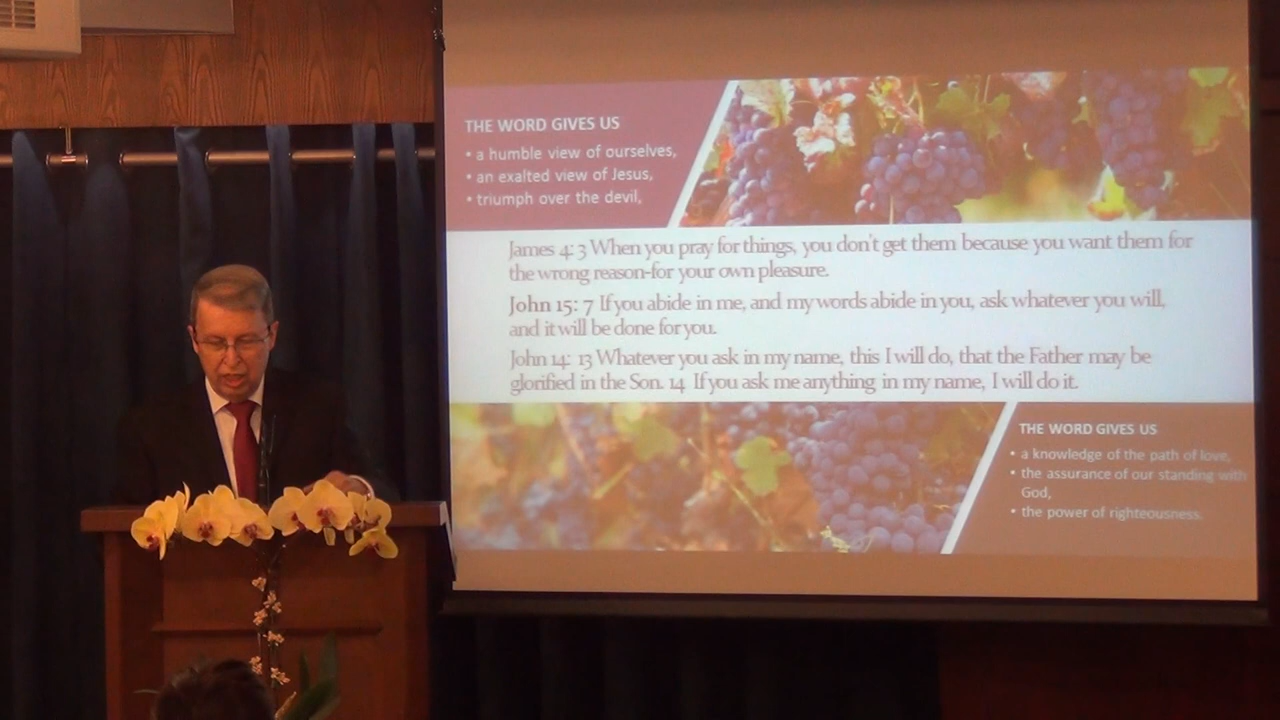 THE WORD GIVES US
• a humble view of ourselves,
• an exalted view of Jesus,
• triumph over the devil,
James 4: 3 When you pray for things, you don't get them because you want them for
the wrong reason-for your own pleasure.
John 15: 7 If you abide in me, and my words abide in you, ask whatever you will,
and it will be done for you.
John 14: 13 Whatever you ask in my name, this I will do, that the Father may be
glorified in the Son. 14 If you ask me anything in my name, I will do it.
THE WORD GIVES US
• a knowledge of the path of love,
• the assurance of our standing with
God,
• the power of righteousness.